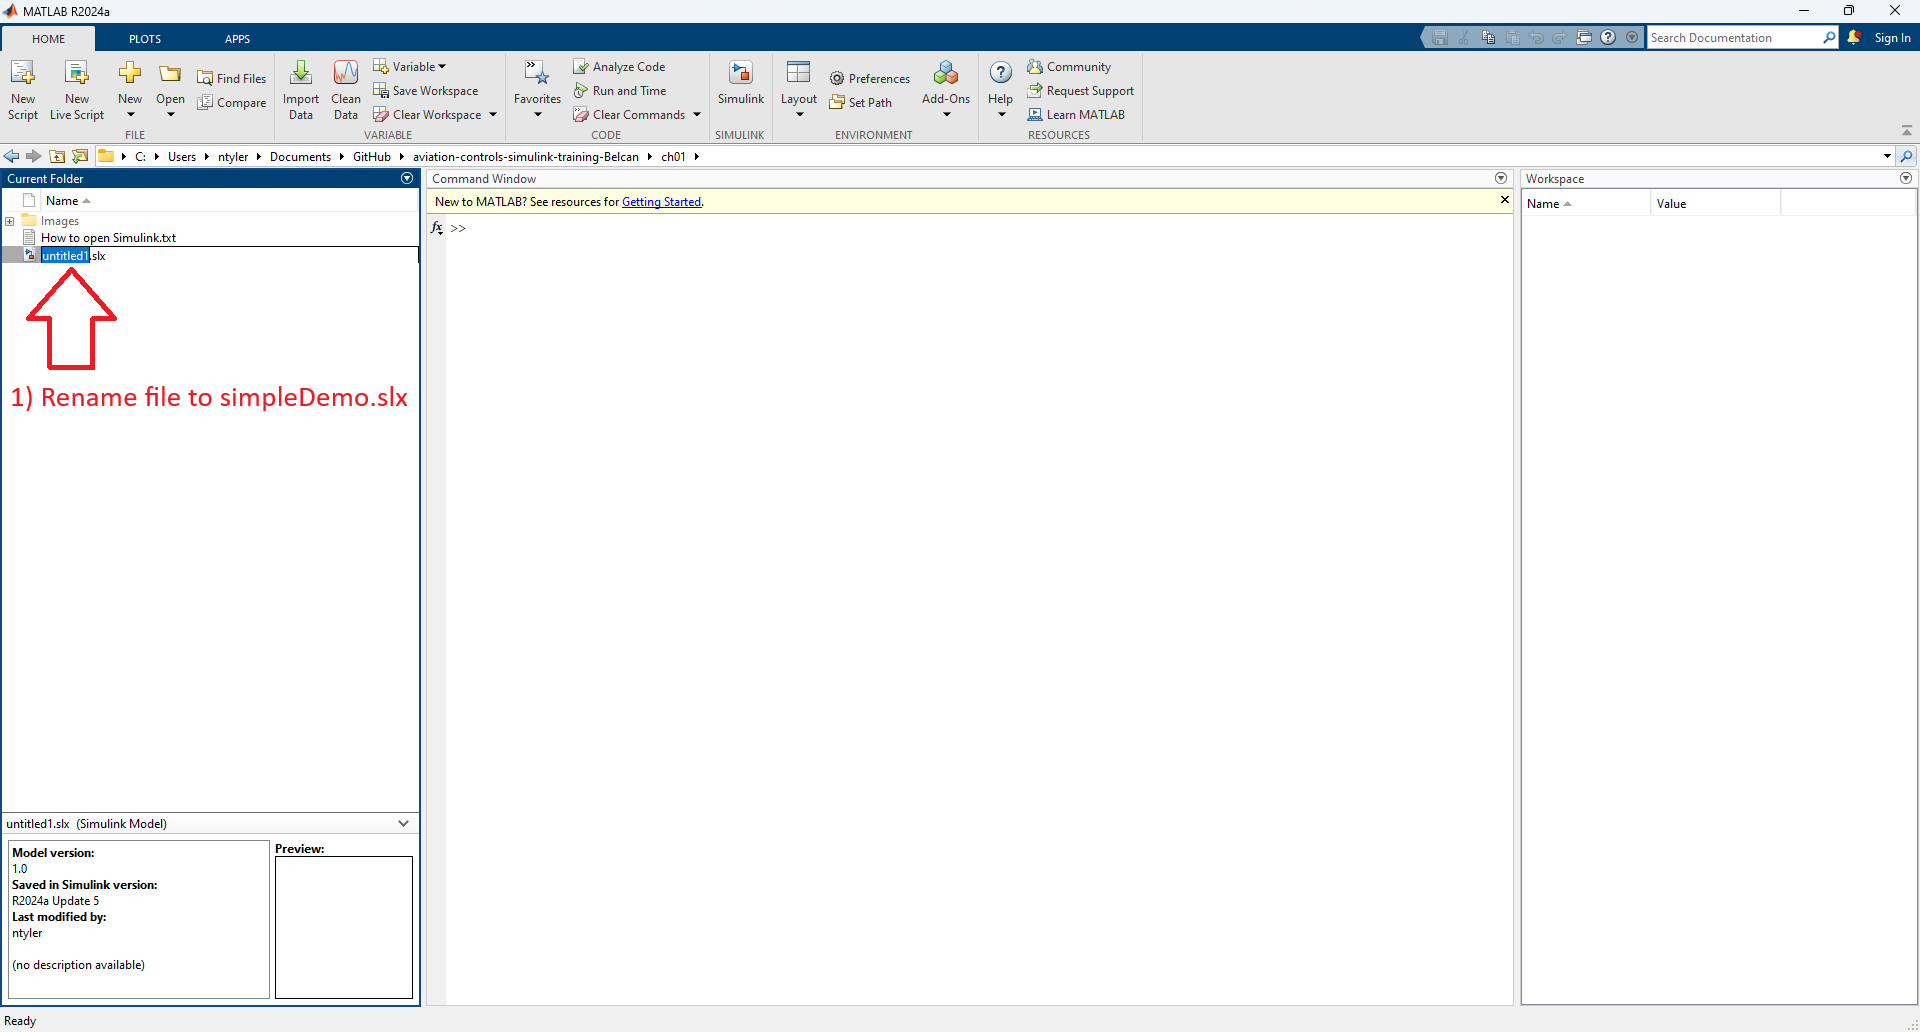 MATLAB R2024a
HOME PLOTS APPS
Search Documentation
Sign In
New Script
New Live Script
New
Open
Find Files
Compare
FILE
Import Data
Clean Data
Variable
Save Workspace
Clear Workspace
VARIABLE
Favorites
Analyze Code
Run and Time
Clear Commands
CODE
Simulink
SIMULINK
Layout
Preferences
Set Path
Add-Ons
ENVIRONMENT
Help
Community
Request Support
Learn MATLAB
RESOURCES
C: Users ntyler Documents GitHub aviation-controls-simulink-training-Belcan ch01
Current Folder
Name
Images
How to open Simulink.txt
untitled1.slx
1) Rename file to simpleDemo.slx
untitled1.slx (Simulink Model)
Model version:
1.0
Saved in Simulink version:
R2024a Update 5
Last modified by:
ntyler
(no description available)
Preview:
Command Window
New to MATLAB? See resources for Getting Started.
fx >>
Workspace
Name Value
Ready